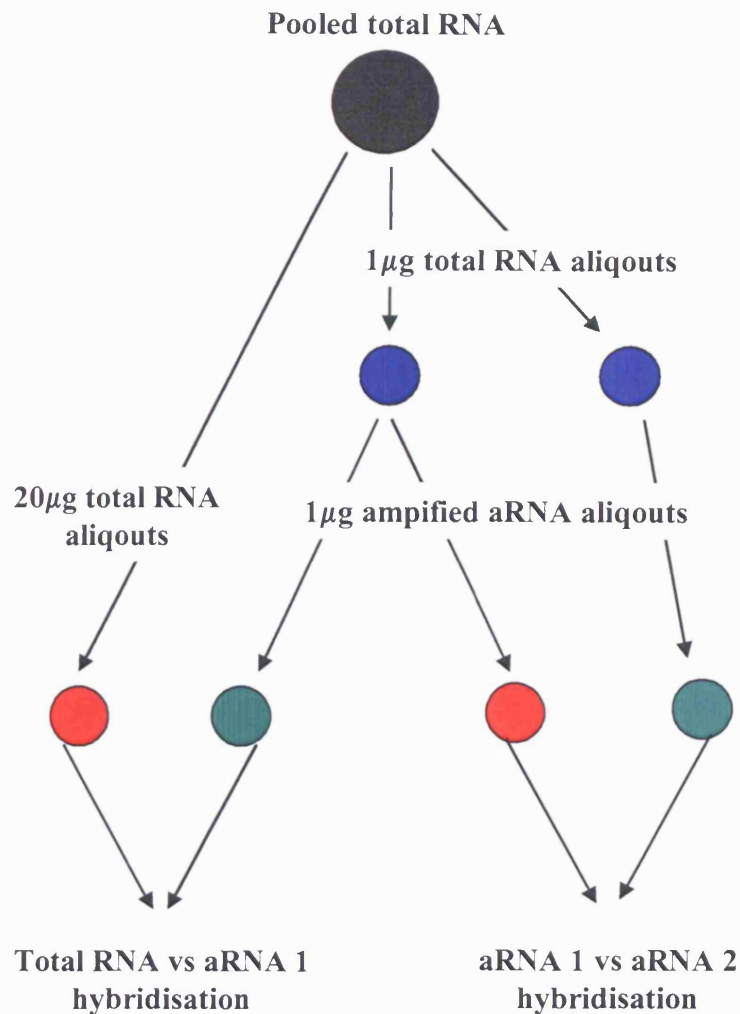 Pooled total RNA
1µg total RNA aliqouts
20µg total RNA
aliqouts
1µg ampified aRNA aliqouts
Total RNA vs aRNA 1
hybridisation
aRNA 1 vs aRNA 2
hybridisation